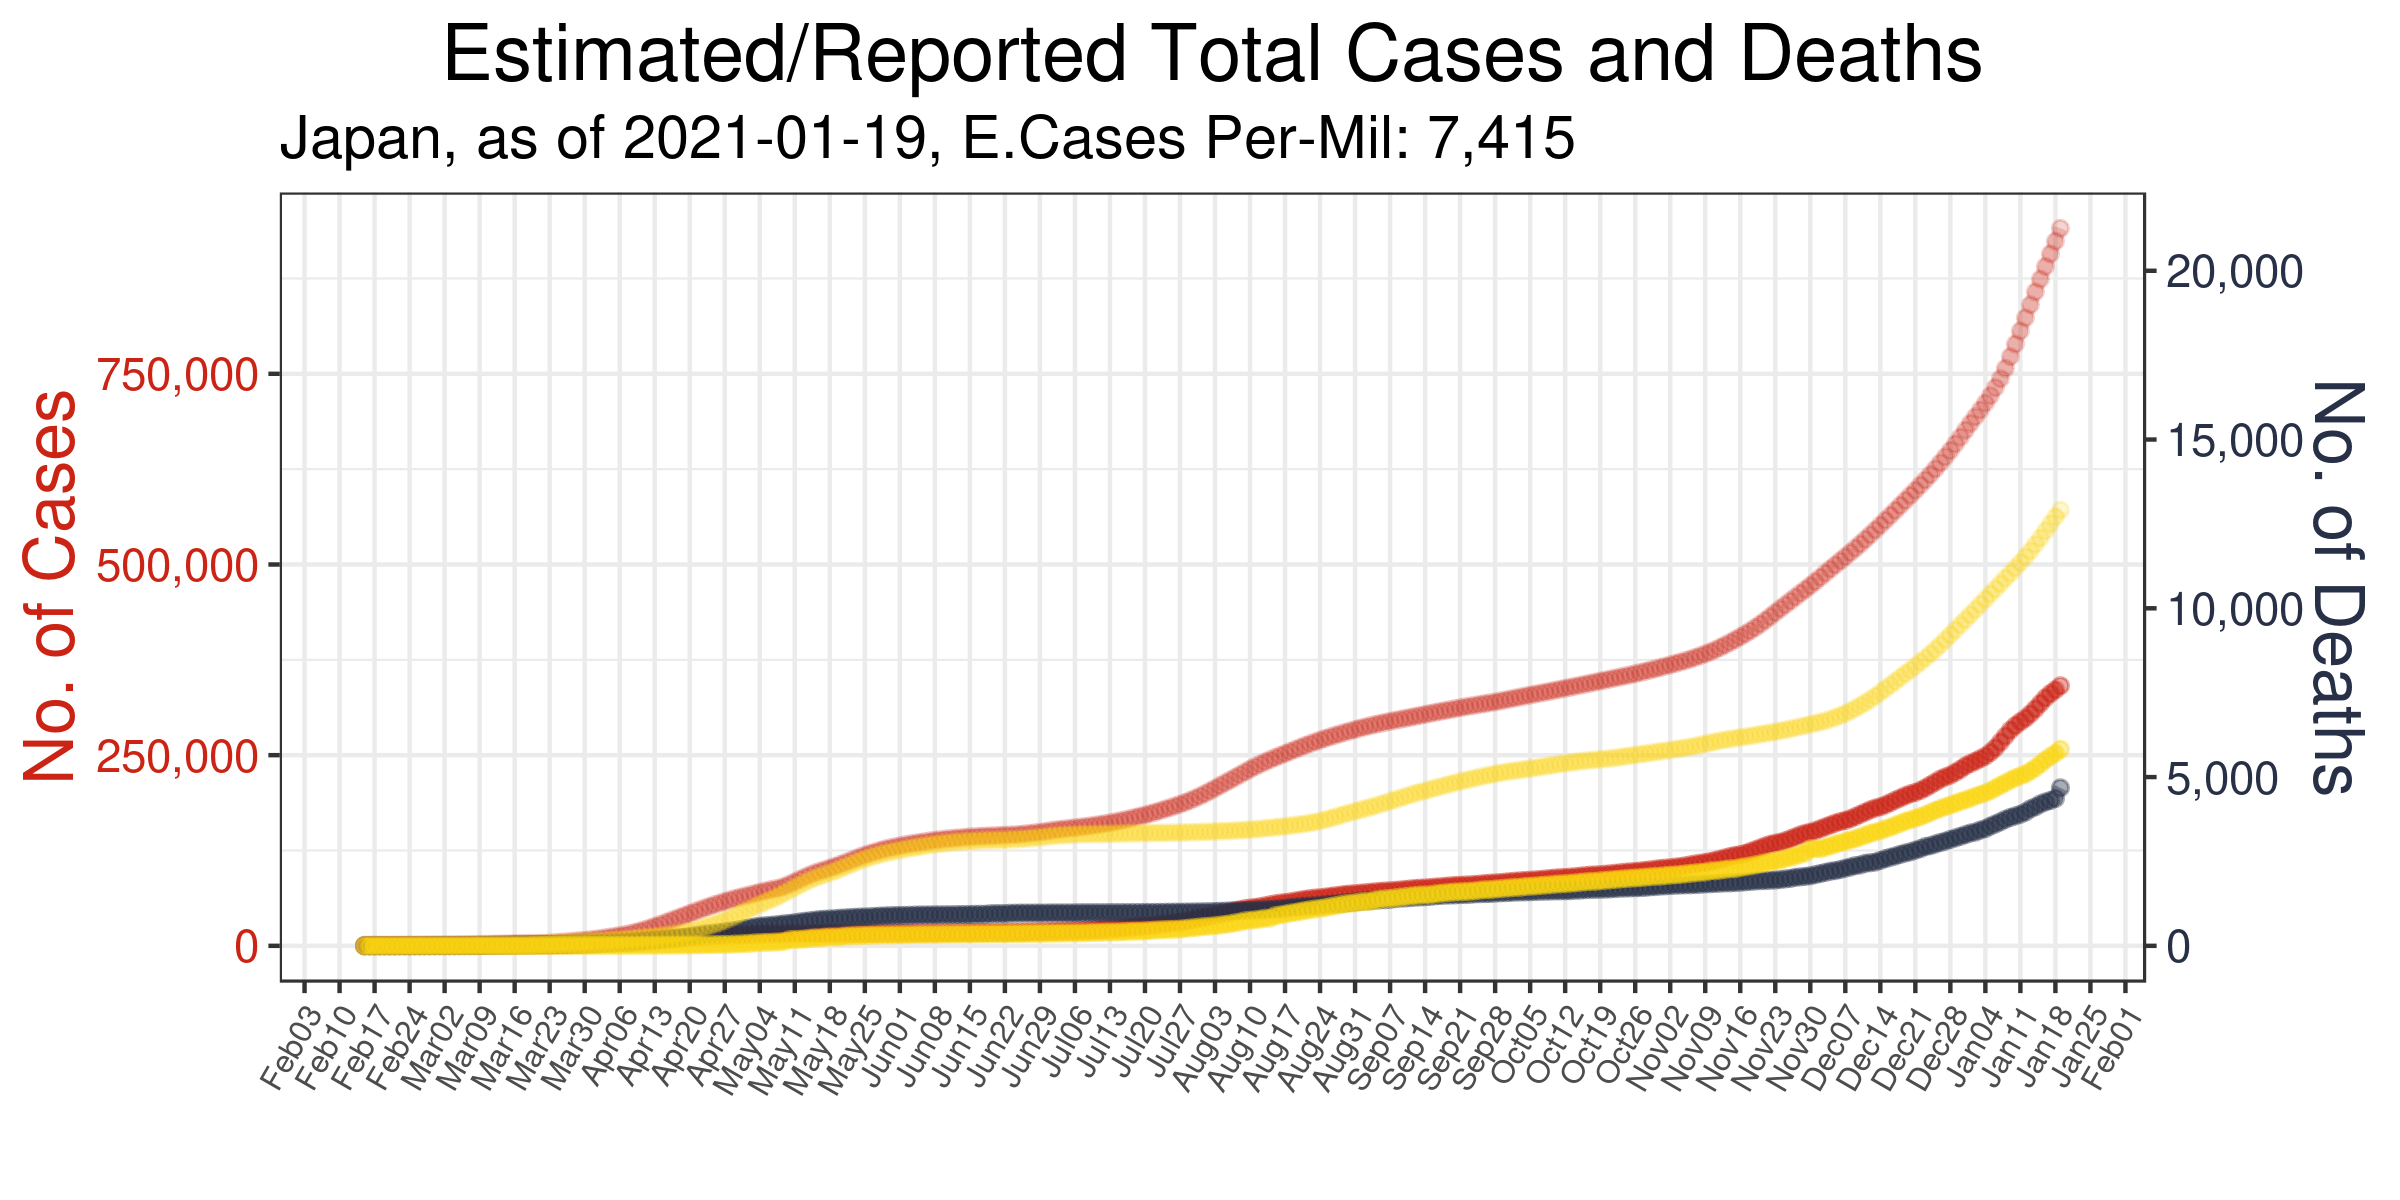 Estimated/Reported Total Cases and Deaths
Japan, as of 2021-01-19, E.Cases Per-Mil: 7,415
No. of Cases
750,000
500,000
250,000
0
20,000
15,000
10,000
5,000
0
No. of Deaths
Feb03
Feb10
Feb17
Feb24
Mar02
Mar09
Mar16
Mar23
Mar30
Apr06
Apr13
Apr20
Apr27
May04
May11
May18
May25
Jun01
Jun08
Jun15
Jun22
Jun29
Jul06
Jul13
Jul20
Jul27
Aug03
Aug10
Aug17
Aug24
Aug31
Sep07
Sep14
Sep21
Sep28
Oct05
Oct12
Oct19
Oct26
Nov02
Nov09
Nov16
Nov23
Nov30
Dec07
Dec14
Dec21
Dec28
Jan04
Jan11
Jan18
Jan25
Feb01